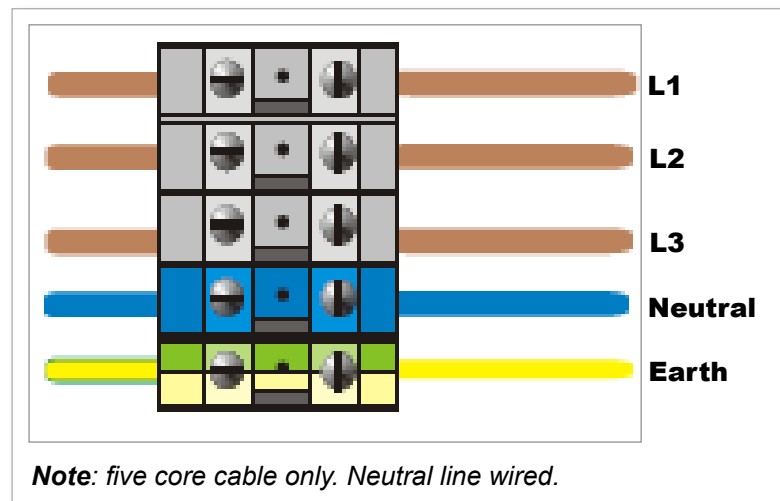 L1
L2
L3
Neutral
Earth
Note: five core cable only. Neutral line wired.